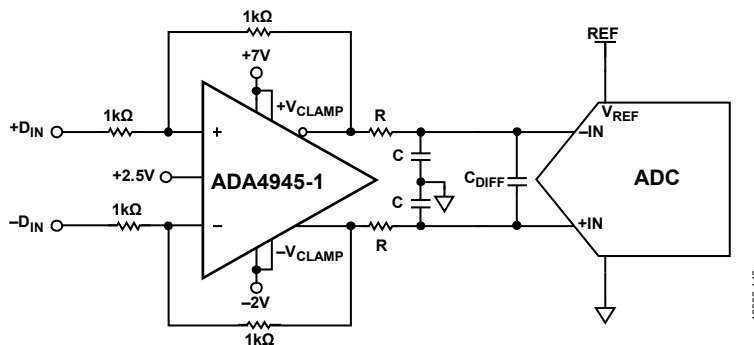 1kΩ
+7V
REF
+VCLAMP
1kΩ
R
VREF
+DIN
+
–IN
C
+2.5V
ADA4945-1
CDIFF
ADC
C
1kΩ
–DIN
–
+IN
R
–VCLAMP
–2V
1kΩ